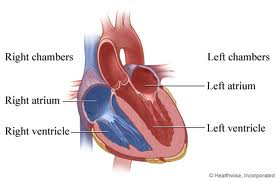 Right chambers
Left chambers
Right atrium
Left atrium
Right ventricle
Left ventricle
© Healthwise, Incorporated